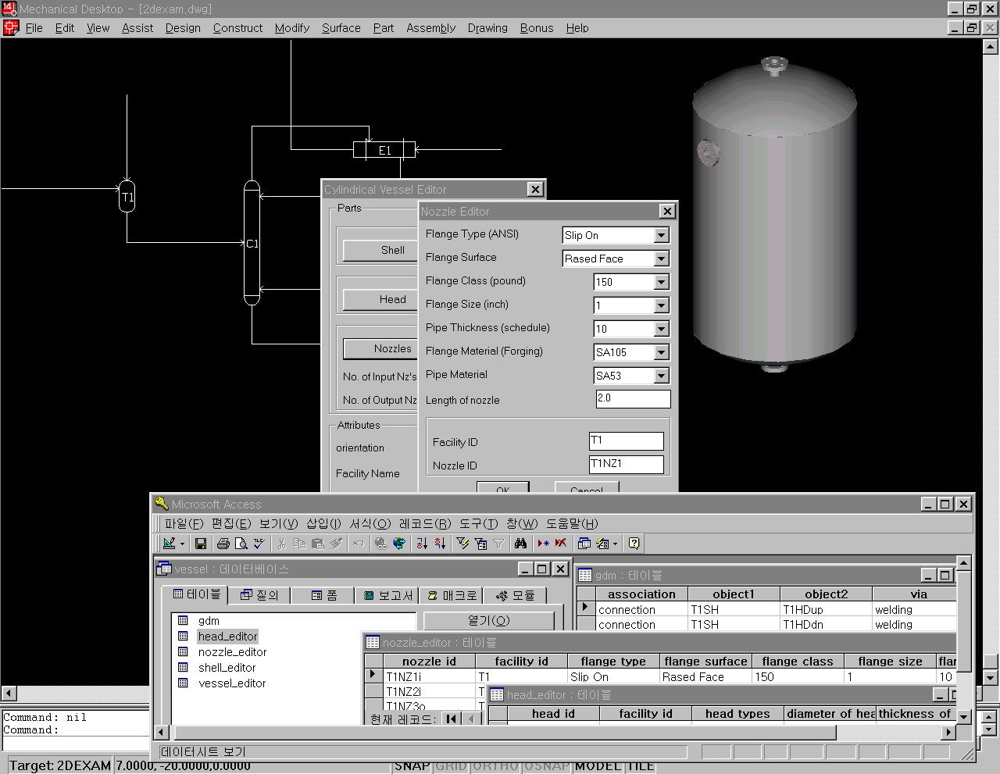 Mechanical Desktop - [2dexam.dwg]
File Edit View Assist Design Construct Modify Surface Part Assembly Drawing Bonus Help
E1
T1
C1
Cylindrical Vessel Editor
Parts
Shell
Head
Nozzles
No. of Input Nz's
No. of Output Nz
Attributes
orientation
Facility Name
Nozzle Editor
Flange Type (ANSI) Slip On
Flange Surface Rased Face
Flange Class (pound) 150
Flange Size (inch) 1
Pipe Thickness (schedule) 10
Flange Material (Forging) SA105
Pipe Material SA53
Length of nozzle 2.0
Facility ID T1
Nozzle ID T1NZ1
OK Cancel
Microsoft Access
파일(F) 편집(E) 보기(V) 삽입(I) 서식(O) 레코드(R) 도구(T) 창(W) 도움말(H)
vessel : 데이터베이스
테이블 질의 폼 보고서 매크로 모듈
gdm
head_editor
nozzle_editor
shell_editor
vessel_editor
열기(O)
gdm : 테이블
association object1 object2 via
connection T1SH T1HDup welding
connection T1SH T1HDdn welding
nozzle_editor : 테이블
nozzle id facility id flange type flange surface flange class flange size flan
T1NZ1i T1 Slip On Rased Face 150 1 10
T1NZ2i T
T1NZ3o T
현재 레코드:
head_editor : 테이블
head id facility id head types diameter of hea thickness of
데이터시트 보기
Command: nil
Command:
Target: 2DEXAM 7.0000, -20.0000,0.0000 SNAP GRID ORTHO OSNAP MODEL TILE